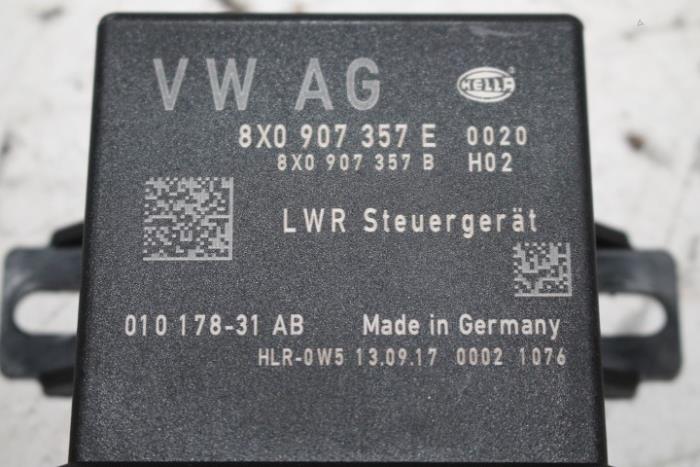 VW AG
HELLA
8X0 907 357 E 0020
8X0 907 357 B H02
LWR Steuergerät
010 178-31 AB Made in Germany
HLR-0W5 13.09.17 0002 1076